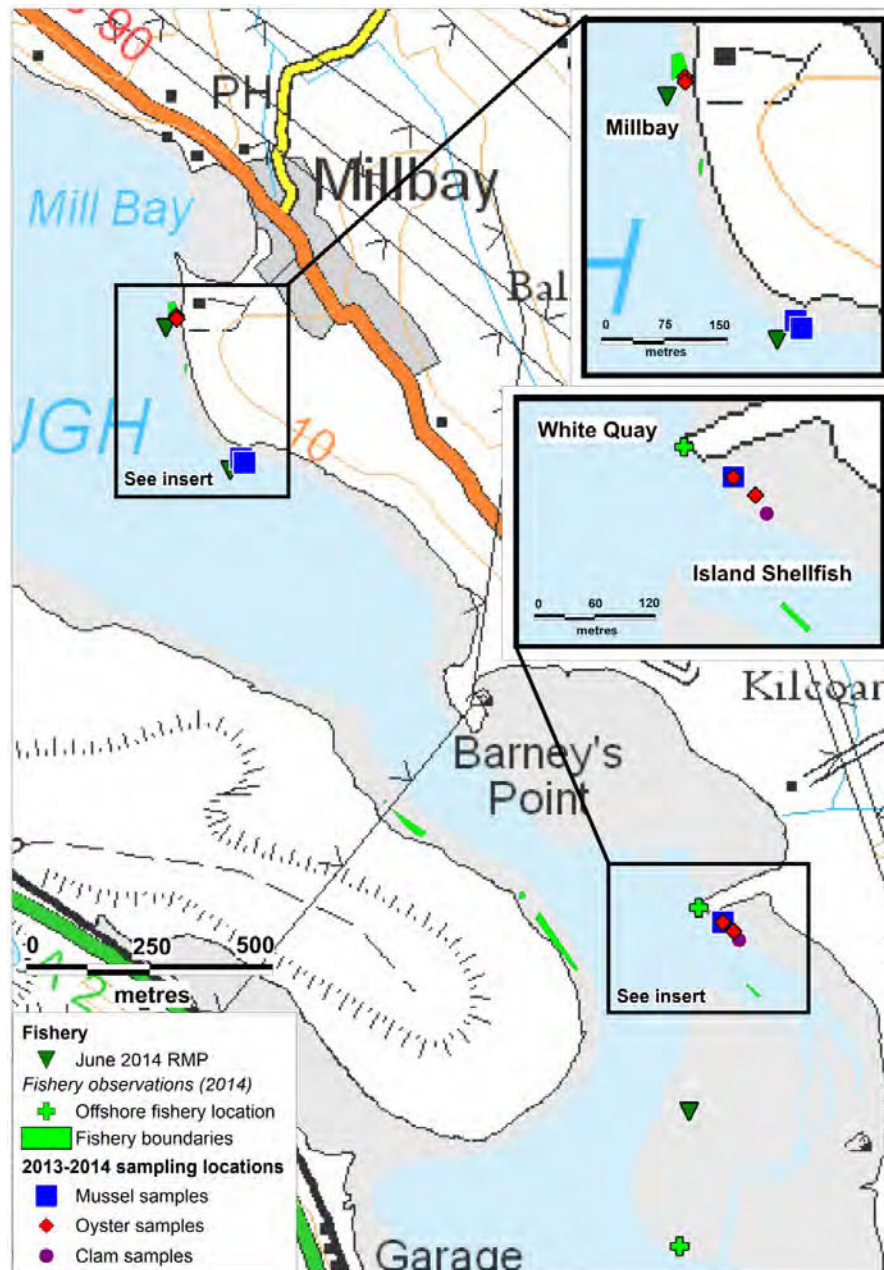 90
PH
Millbay
Mill Bay
Bal
UGH
10
See insert
Millbay
H
0 75 150
metres
White Quay
Island Shellfish
0 60 120
metres
Kilcoan
Barney's
Point
0 250 500
metres
A 2
See insert
Garage
Fishery
June 2014 RMP
Fishery observations (2014)
Offshore fishery location
Fishery boundaries
2013-2014 sampling locations
Mussel samples
Oyster samples
Clam samples